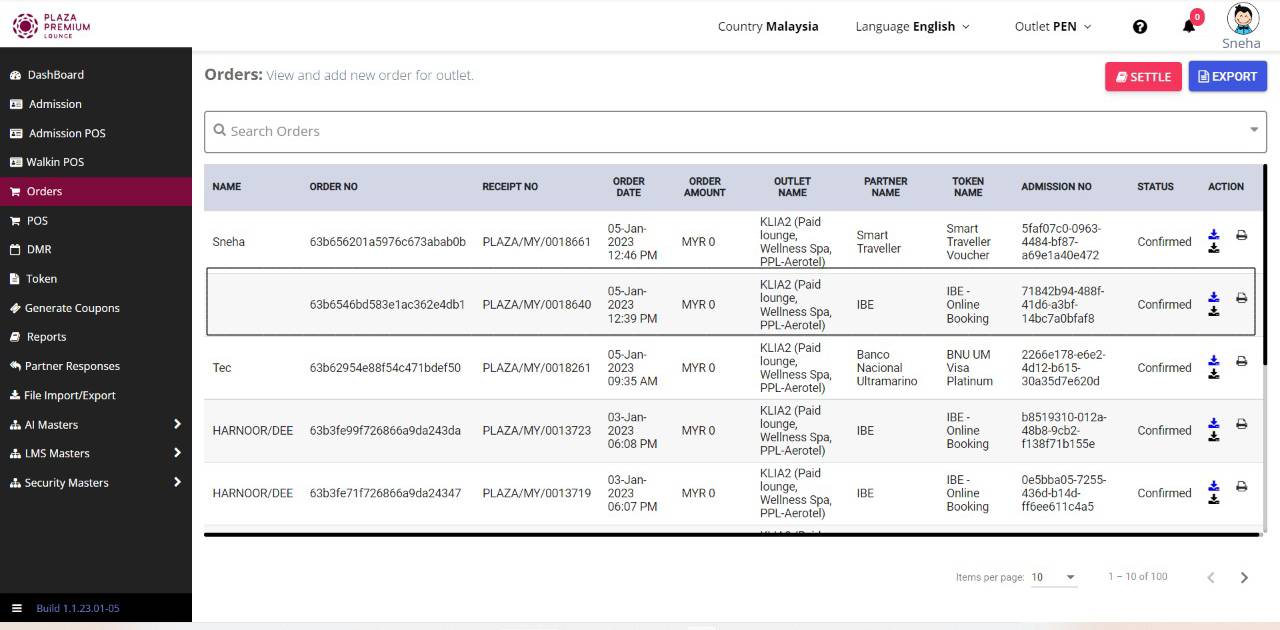 PLAZA
PREMIUM
LOUNGE
Country Malaysia
Language English
Outlet PEN
0
Sneha
DashBoard
Admission
Admission POS
Walkin POS
Orders
POS
DMR
Token
Generate Coupons
Reports
Partner Responses
File Import/Export
AI Masters
LMS Masters
Security Masters
Build 1.1.23.01-05
Orders: View and add new order for outlet.
SETTLE
EXPORT
Search Orders
NAME ORDER NO RECEIPT NO ORDER DATE ORDER AMOUNT OUTLET NAME PARTNER NAME TOKEN NAME ADMISSION NO STATUS ACTION
Sneha 63b656201a5976c673abab0b PLAZA/MY/0018661 05-Jan-2023 12:46 PM MYR 0 KLIA2 (Paid lounge, Wellness Spa, PPL-Aerotel) Smart Traveller Smart Traveller Voucher 5faf07c0-0963-4484-bf87-a69e1a40e472 Confirmed
63b6546bd583e1ac362e4db1 PLAZA/MY/0018640 05-Jan-2023 12:39 PM MYR 0 KLIA2 (Paid lounge, Wellness Spa, PPL-Aerotel) IBE IBE - Online Booking 71842b94-488f-41d6-a3bf-14bc7a0bfaf8 Confirmed
Tec 63b62954e88f54c471bdef50 PLAZA/MY/0018261 05-Jan-2023 09:35 AM MYR 0 KLIA2 (Paid lounge, Wellness Spa, PPL-Aerotel) Banco Nacional Ultramarino BNU UM Visa Platinum 2266e178-e6e2-4d12-b615-30a35d7e620d Confirmed
HARNOOR/DEE 63b3fe99f726866a9da243da PLAZA/MY/0013723 03-Jan-2023 06:08 PM MYR 0 KLIA2 (Paid lounge, Wellness Spa, PPL-Aerotel) IBE IBE - Online Booking b8519310-012a-48b8-9cb2-f138f71b155e Confirmed
HARNOOR/DEE 63b3fe71f726866a9da24347 PLAZA/MY/0013719 03-Jan-2023 06:07 PM MYR 0 KLIA2 (Paid lounge, Wellness Spa, PPL-Aerotel) IBE IBE - Online Booking 0e5bba05-7255-436d-b14d-ff6ee611c4a5 Confirmed
Items per page: 10 1 – 10 of 100